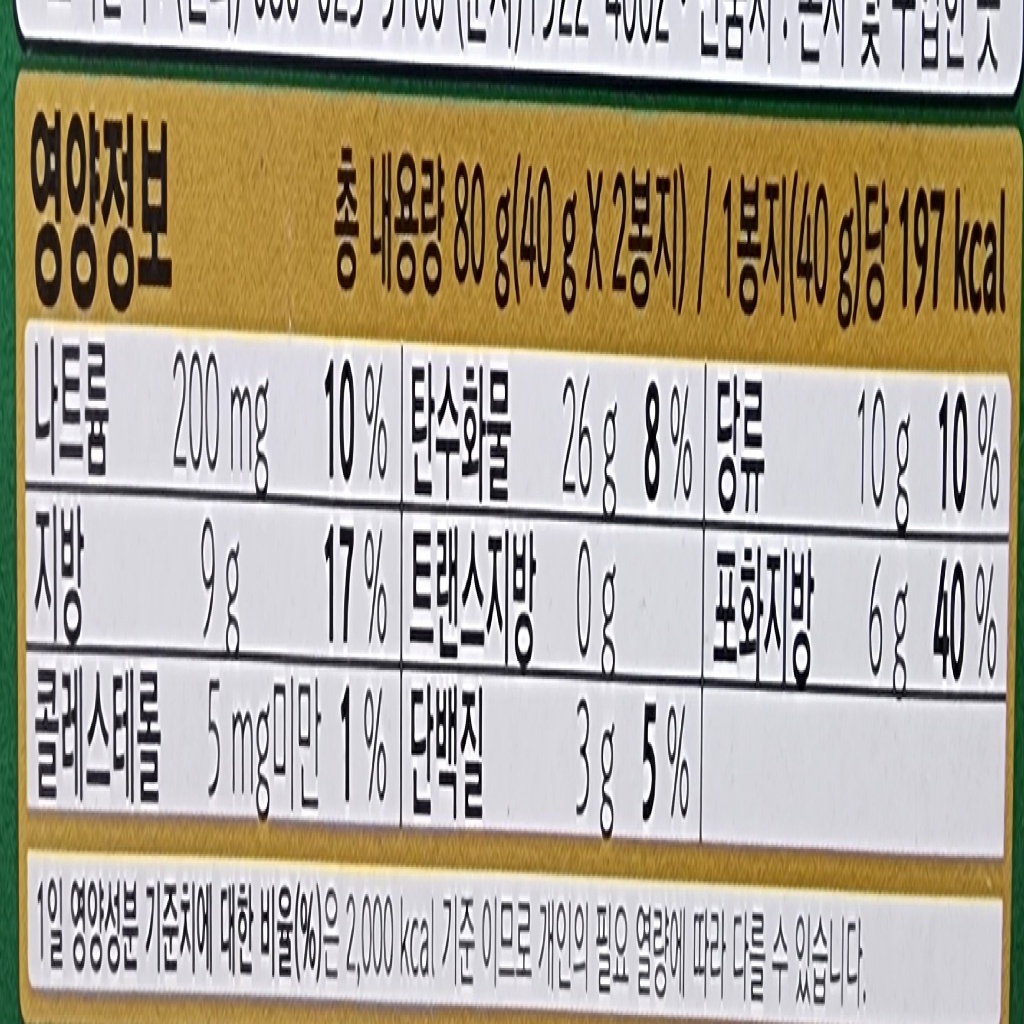 영양정보 총 내용량 80 g(40 g X 2봉지) / 1봉지(40 g)당 197 kcal
나트륨 200 mg 10 % 탄수화물 26 g 8 % 당류 10 g 10 %
지방 9 g 17 % 트랜스지방 0 g 포화지방 6 g 40 %
콜레스테롤 5 mg미만 1 % 단백질 3 g 5 %
1일 영양성분 기준치에 대한 비율(%)은 2,000 kcal 기준 이므로 개인의 필요 열량에 따라 다를 수 있습니다.